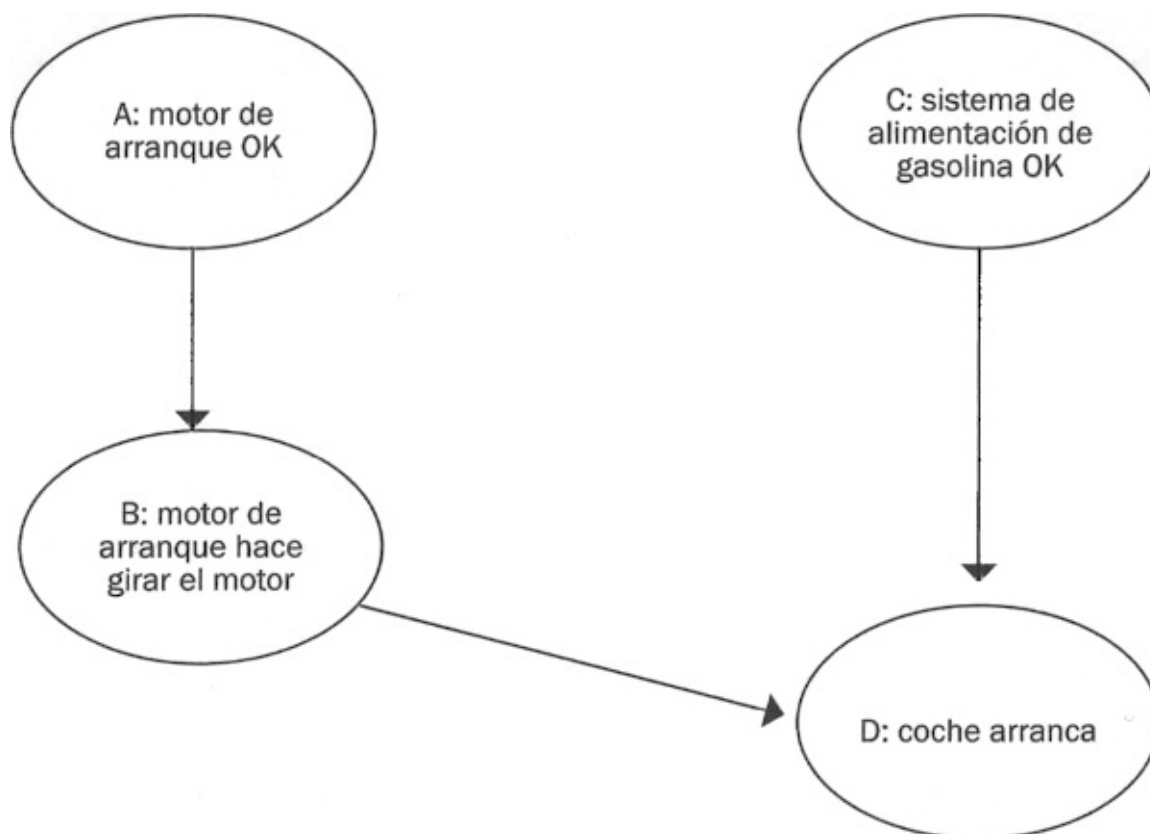 A: motor de
arranque OK
C: sistema de
alimentación de
gasolina OK
B: motor de
arranque hace
girar el motor
D: coche arranca